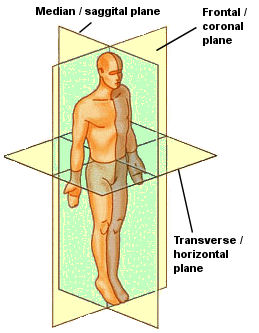 Median / saggital plane
Frontal /
coronal
plane
Transverse /
horizontal
plane